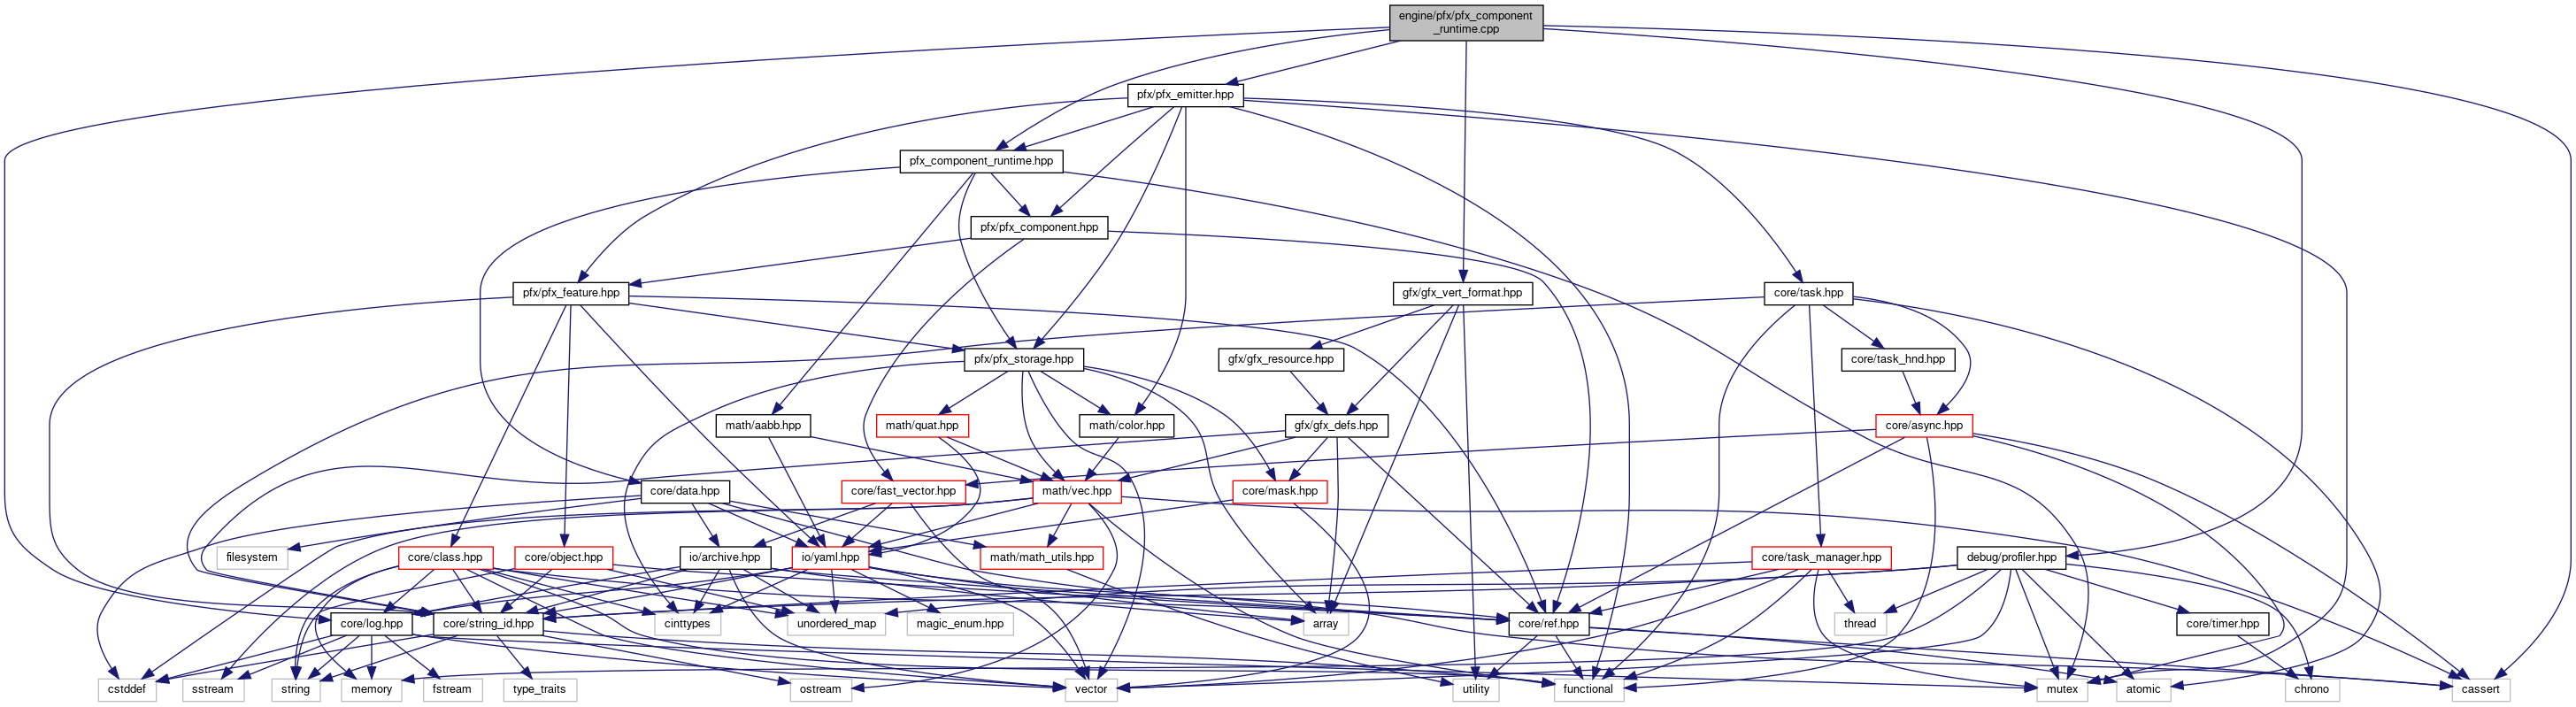 engine/pfx/pfx_component
_runtime.cpp
pfx/pfx_emitter.hpp
pfx_component_runtime.hpp
pfx/pfx_component.hpp
pfx/pfx_feature.hpp
gfx/gfx_vert_format.hpp
core/task.hpp
pfx/pfx_storage.hpp
gfx/gfx_resource.hpp
core/task_hnd.hpp
math/aabb.hpp
math/quat.hpp
math/color.hpp
gfx/gfx_defs.hpp
core/async.hpp
core/data.hpp
core/fast_vector.hpp
math/vec.hpp
core/mask.hpp
filesystem
core/class.hpp
core/object.hpp
io/archive.hpp
io/yaml.hpp
math/math_utils.hpp
core/task_manager.hpp
debug/profiler.hpp
core/log.hpp
core/string_id.hpp
cinttypes
unordered_map
magic_enum.hpp
array
core/ref.hpp
thread
core/timer.hpp
cstddef
sstream
string
memory
fstream
type_traits
ostream
vector
utility
functional
mutex
atomic
chrono
cassert